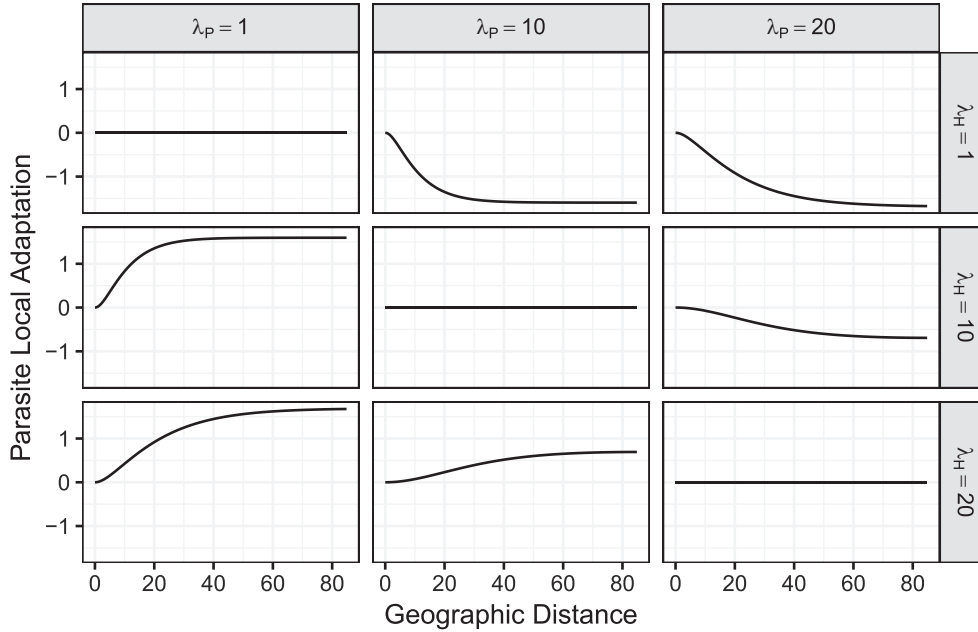 λP = 1
λP = 10
λP = 20
Parasite Local Adaptation
1
0
−1
λH = 1
1
0
−1
λH = 10
1
0
−1
λH = 20
0 20 40 60 80
0 20 40 60 80
0 20 40 60 80
Geographic Distance